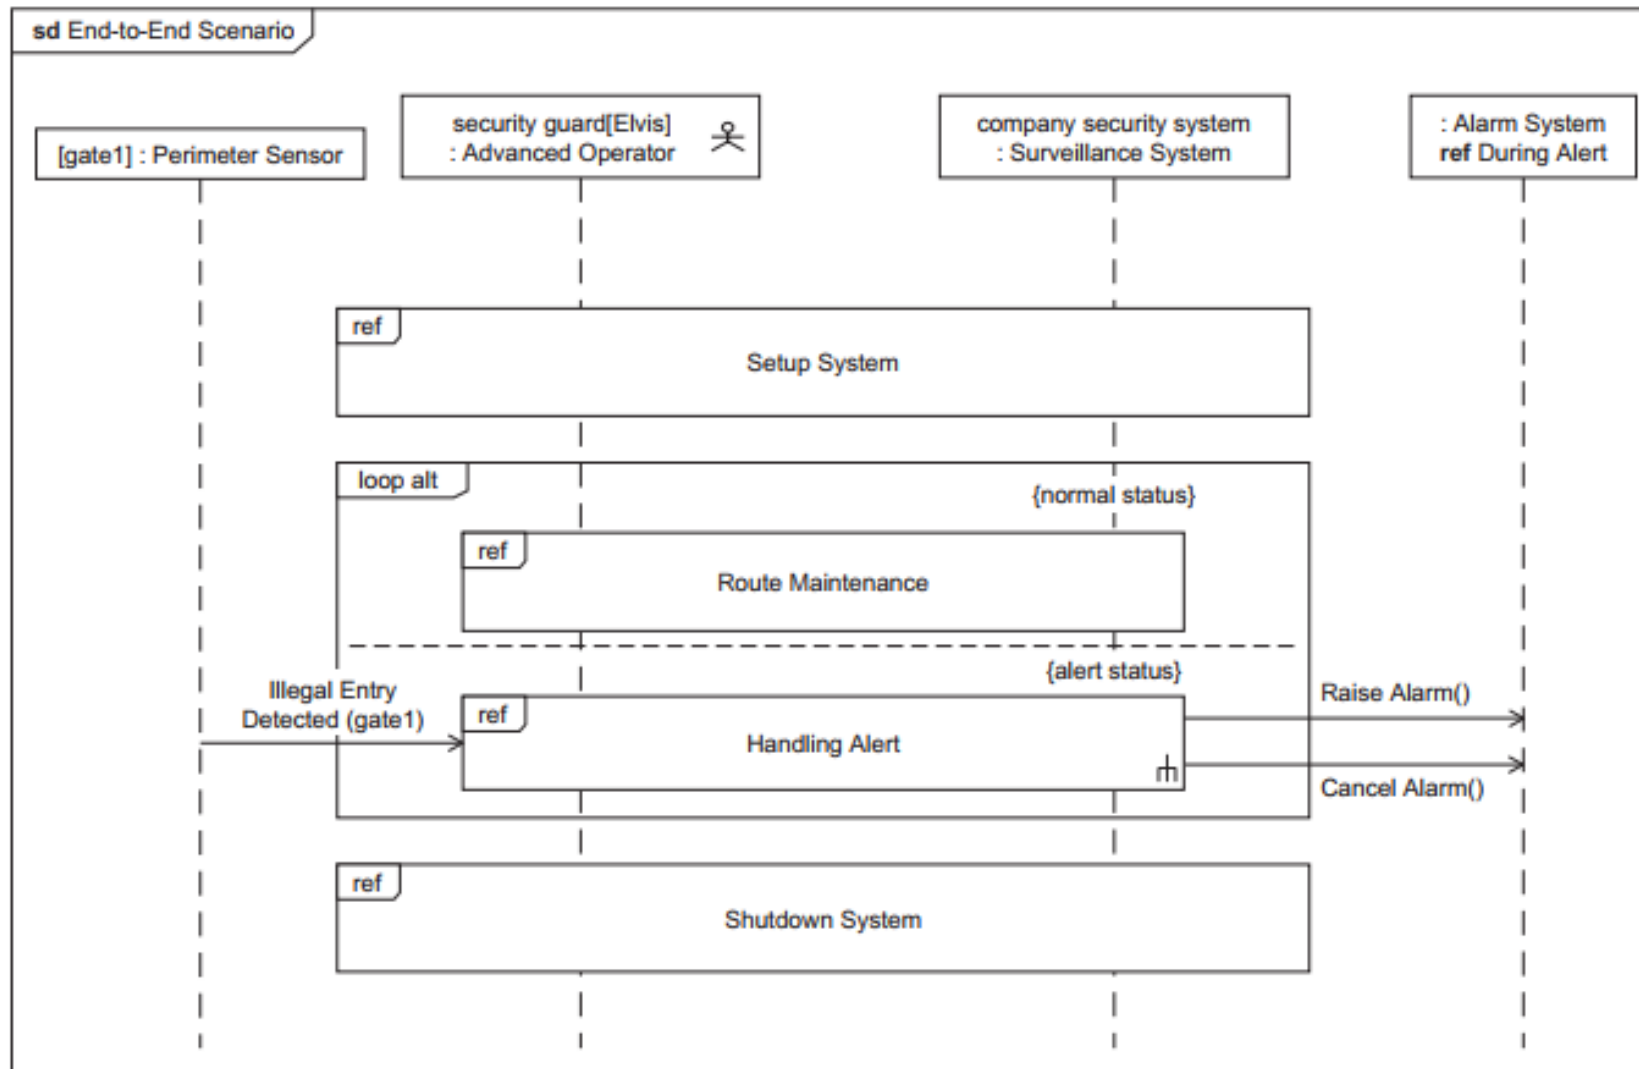 sd End-to-End Scenario
[gate1] : Perimeter Sensor
security guard[Elvis]
: Advanced Operator
company security system
: Surveillance System
: Alarm System
ref During Alert
ref
Setup System
loop alt
{normal status}
ref
Route Maintenance
{alert status}
Illegal Entry
Detected (gate1)
ref
Handling Alert
Raise Alarm()
Cancel Alarm()
ref
Shutdown System